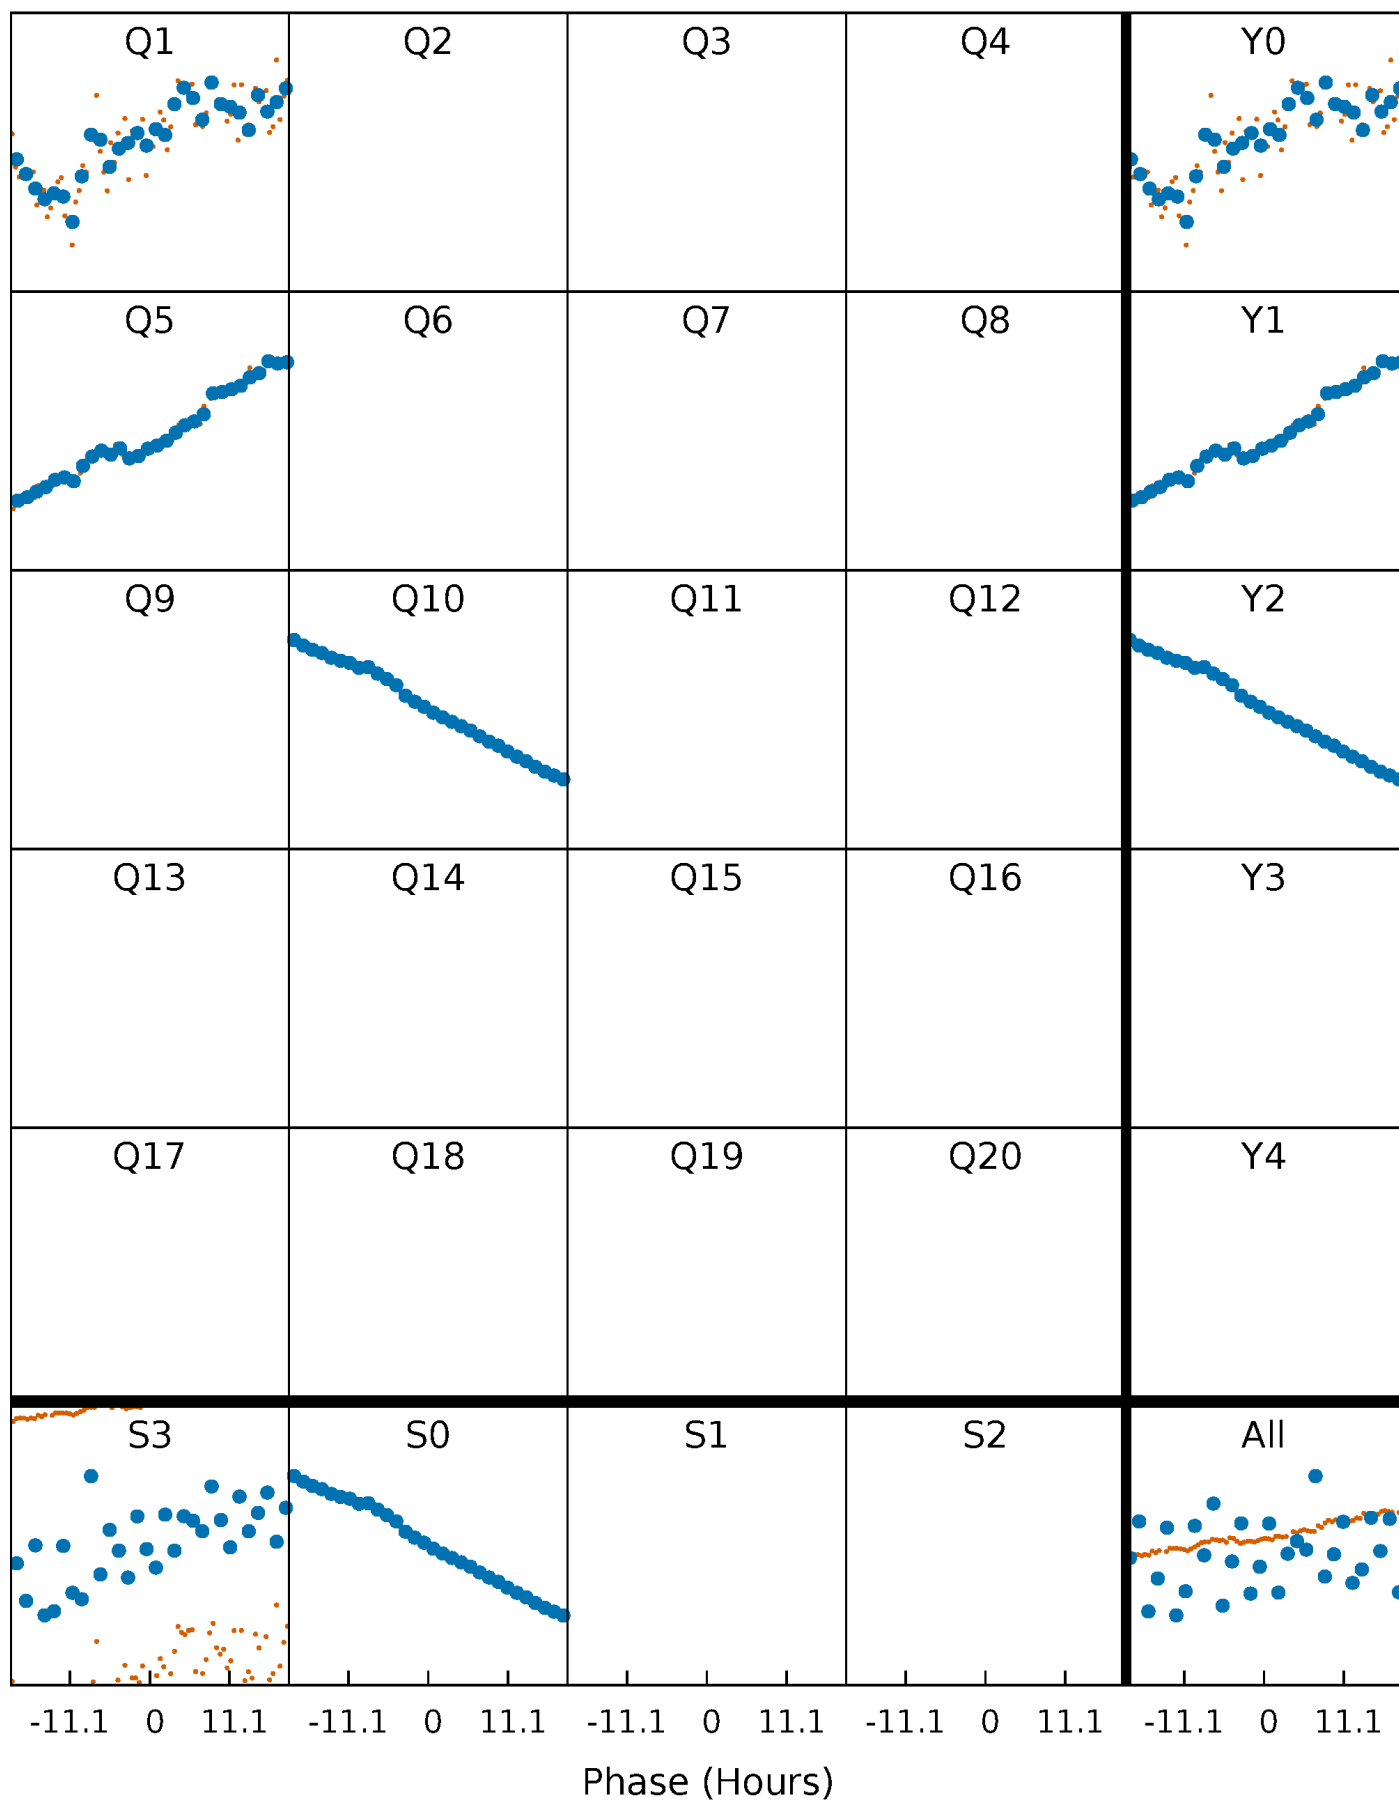 Q1 Q2 Q3 Q4 Y0
Q5 Q6 Q7 Q8 Y1
Q9 Q10 Q11 Q12 Y2
Q13 Q14 Q15 Q16 Y3
Q17 Q18 Q19 Q20 Y4
S3 S0 S1 S2 All
-11.1 0 11.1 -11.1 0 11.1 -11.1 0 11.1 -11.1 0 11.1 -11.1 0 11.1
Phase (Hours)